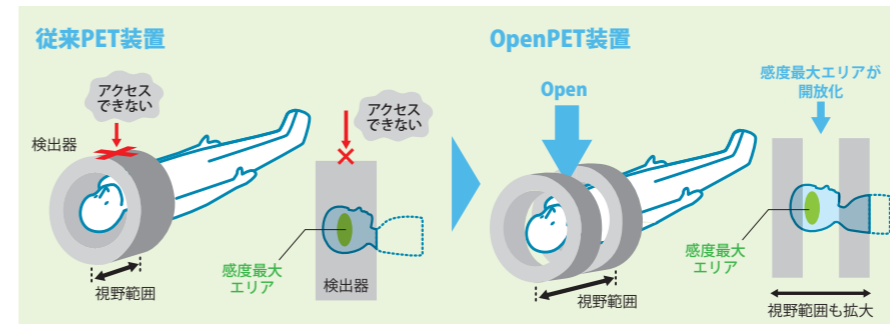 従来PET装置
アクセス
できない
検出器
視野範囲
アクセス
できない
感度最大
エリア
検出器
OpenPET装置
Open
視野範囲
感度最大エリアが
開放化
感度最大
エリア
視野範囲も拡大